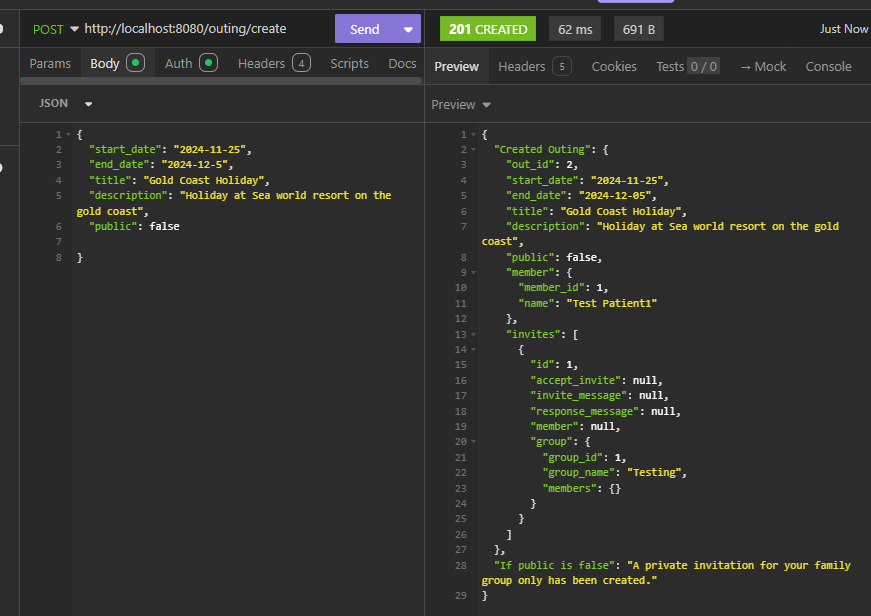 POST http://localhost:8080/outing/create Send 201 CREATED 62 ms 691 B Just Now
Params Body Auth Headers 4 Scripts Docs Preview Headers 5 Cookies Tests 0 / 0 → Mock Console
JSON
1 {
2 "start_date": "2024-11-25",
3 "end_date": "2024-12-5",
4 "title": "Gold Coast Holiday",
5 "description": "Holiday at Sea world resort on the
gold coast",
6 "public": false
7
8 }
Preview
1 {
2 "Created Outing": {
3 "out_id": 2,
4 "start_date": "2024-11-25",
5 "end_date": "2024-12-05",
6 "title": "Gold Coast Holiday",
7 "description": "Holiday at Sea world resort on the gold
coast",
8 "public": false,
9 "member": {
10 "member_id": 1,
11 "name": "Test Patient1"
12 },
13 "invites": [
14 {
15 "id": 1,
16 "accept_invite": null,
17 "invite_message": null,
18 "response_message": null,
19 "member": null,
20 "group": {
21 "group_id": 1,
22 "group_name": "Testing",
23 "members": {}
24 }
25 }
26 ]
27 },
28 "If public is false": "A private invitation for your family
group only has been created."
29 }